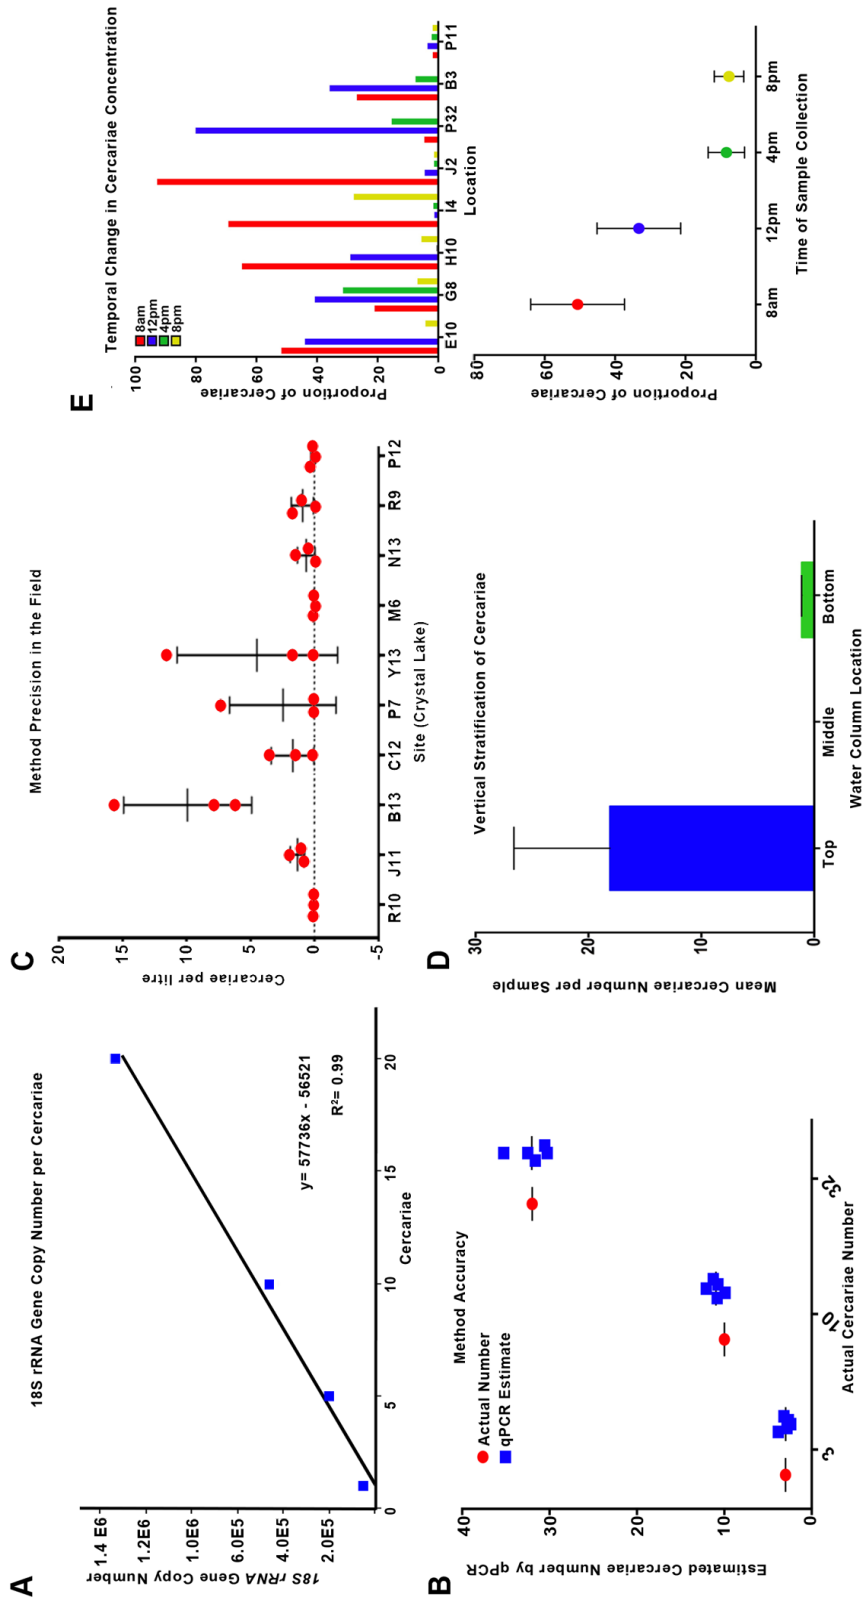 A
18S rRNA Gene Copy Number per Cercariae
18S rRNA Gene Copy Number
1.4 E6
1.2E6
1.0E6
6.0E5
4.0E5
2.0E5
0
5
10
15
20
Cercariae
y= 57736x - 56521
R²= 0.99
B
Method Accuracy
Actual Number
qPCR Estimate
Estimated Cercariae Number by qPCR
40
30
20
10
0
3
10
32
Actual Cercariae Number
C
Method Precision in the Field
Cercariae per litre
20
15
10
5
0
-5
R10
J11
B13
C12
P7
Y13
M6
N13
R9
P12
Site (Crystal Lake)
D
Vertical Stratification of Cercariae
Mean Cercariae Number per Sample
30
20
10
0
Top
Middle
Bottom
Water Column Location
E
Temporal Change in Cercariae Concentration
8am
12pm
4pm
8pm
Proportion of Cercariae
100
80
60
40
20
0
E10
G8
H10
I4
J2
P32
B3
P11
Location
Proportion of Cercariae
80
60
40
20
0
8am
12pm
4pm
8pm
Time of Sample Collection